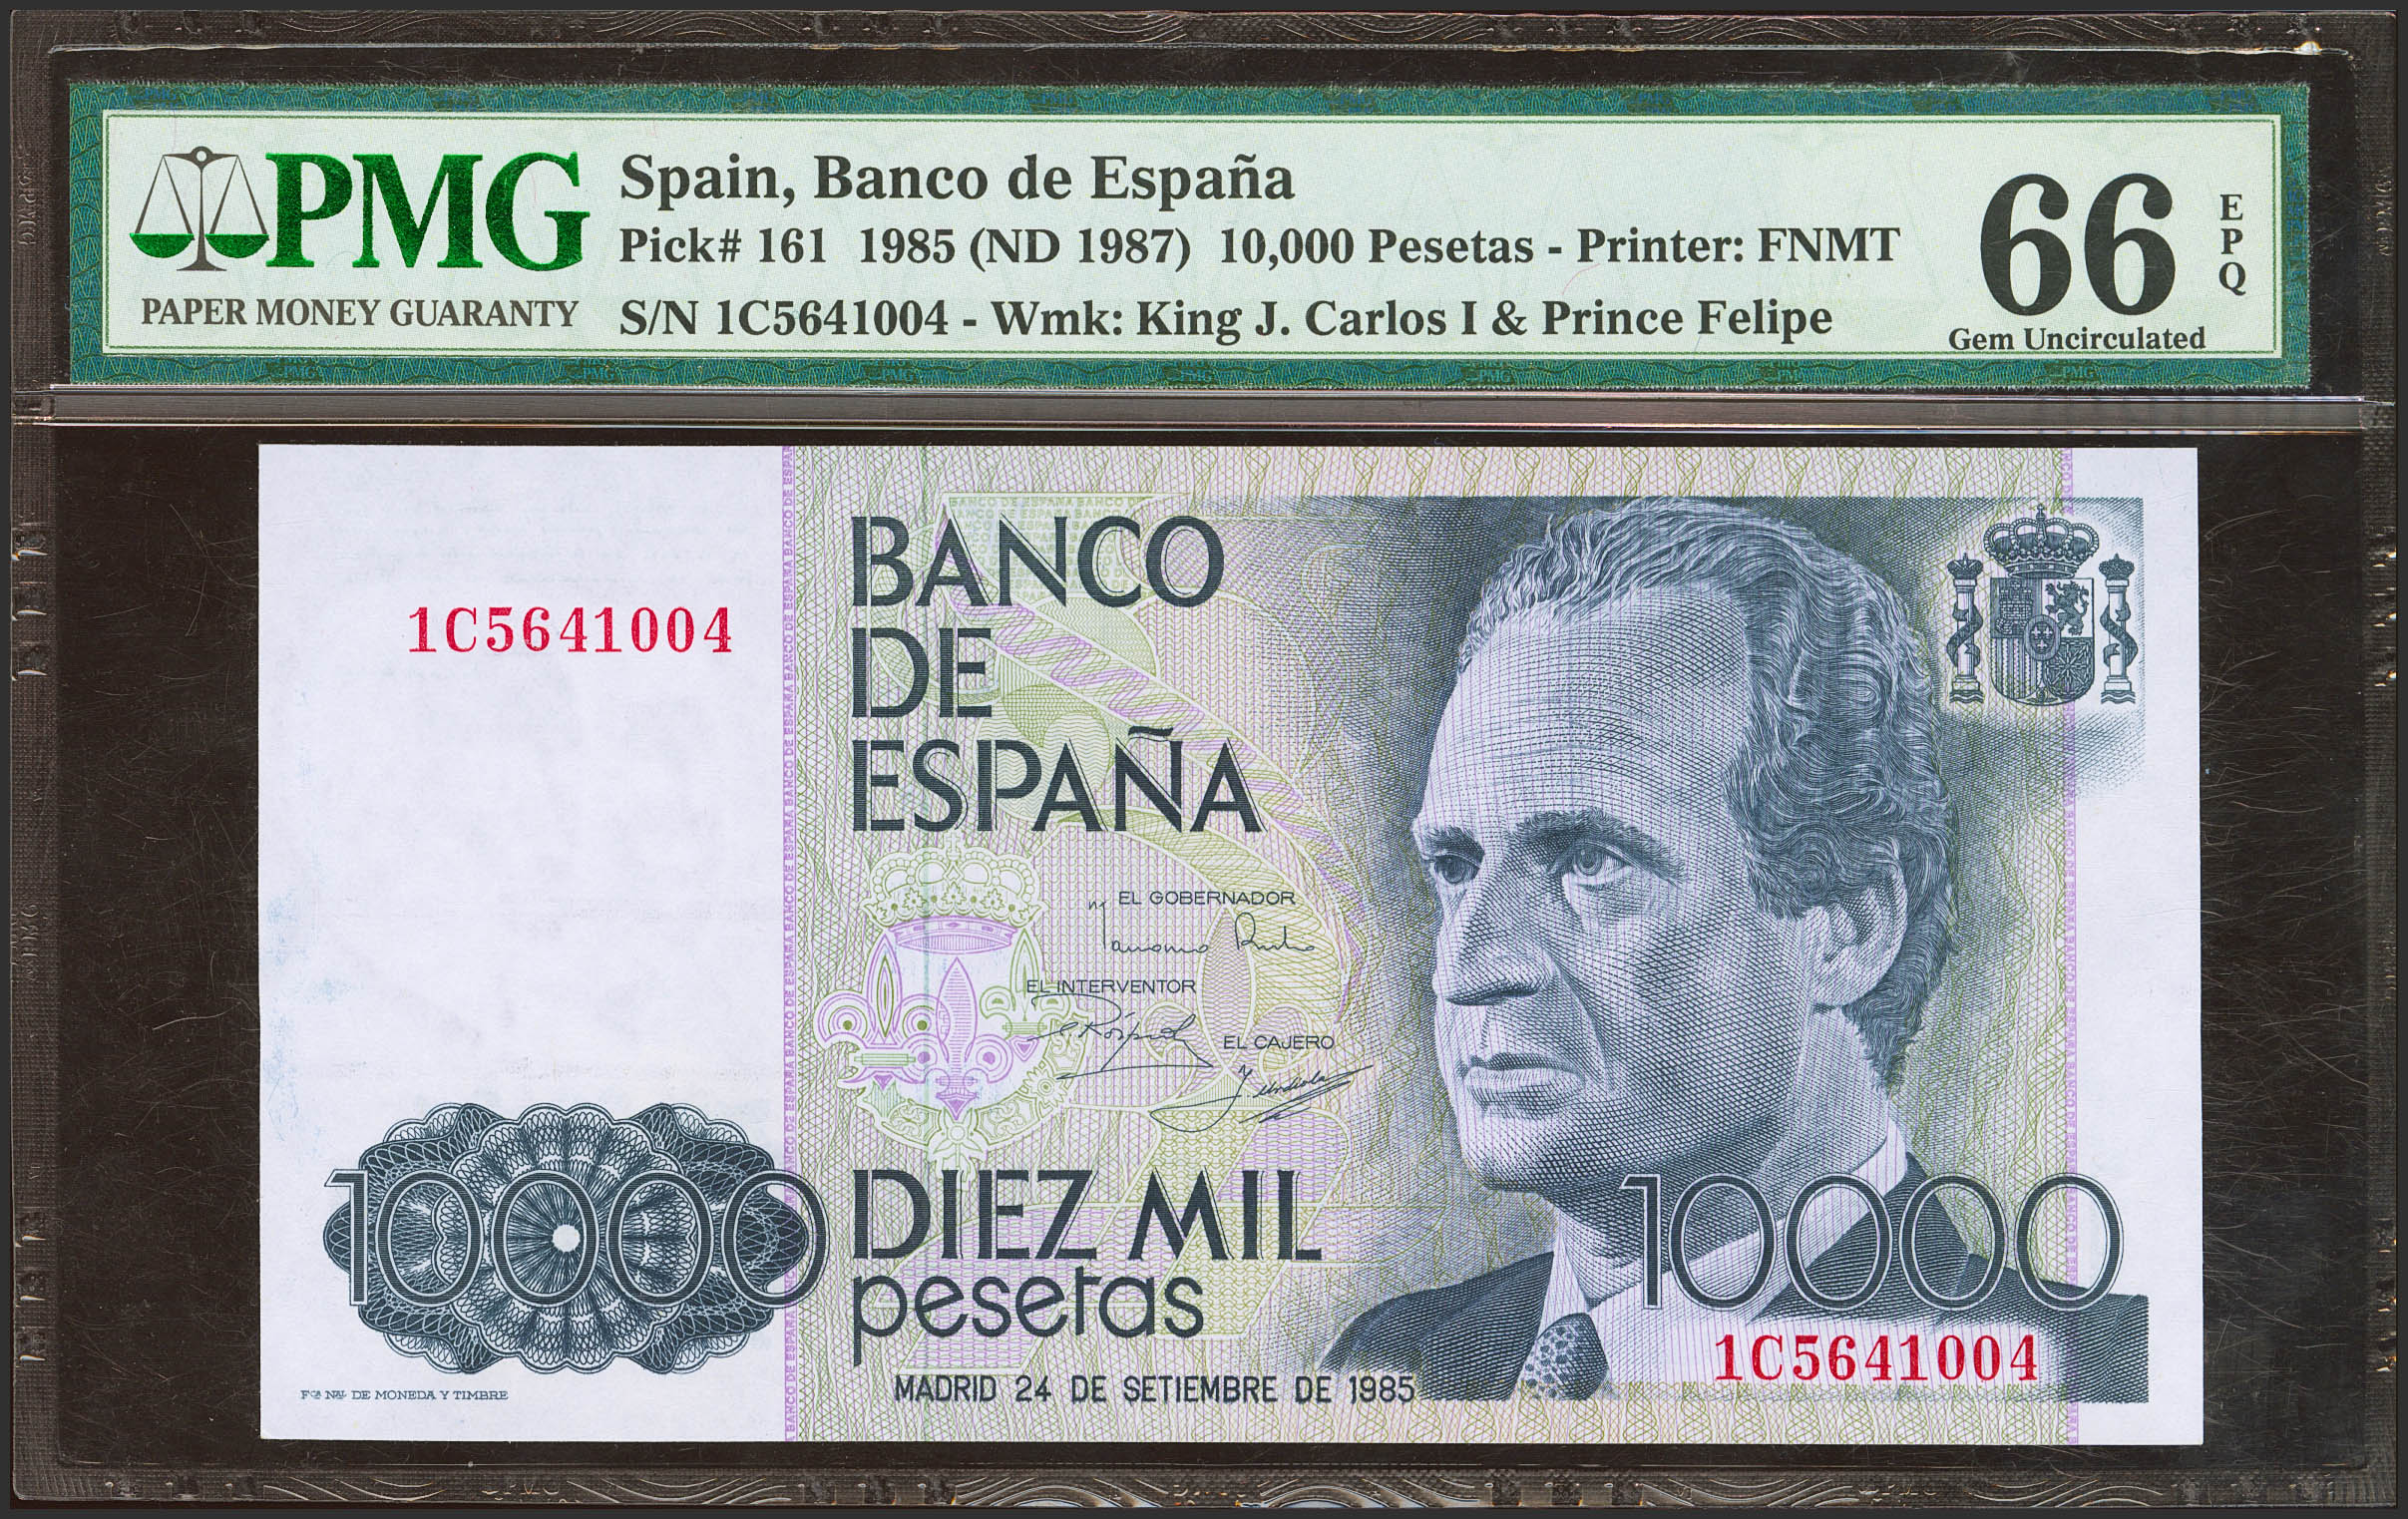 PMG
PAPER MONEY GUARANTY
Spain, Banco de España
Pick# 161 1985 (ND 1987) 10,000 Pesetas - Printer: FNMT
S/N 1C5641004 - Wmk: King J. Carlos I & Prince Felipe
66
EPQ
Gem Uncirculated
1C5641004
BANCO
DE
ESPAÑA
EL GOBERNADOR
EL INTERVENTOR
EL CAJERO
10000
DIEZ MIL
pesetas
10000
1C5641004
MADRID 24 DE SETIEMBRE DE 1985
Fca Nal DE MONEDA Y TIMBRE